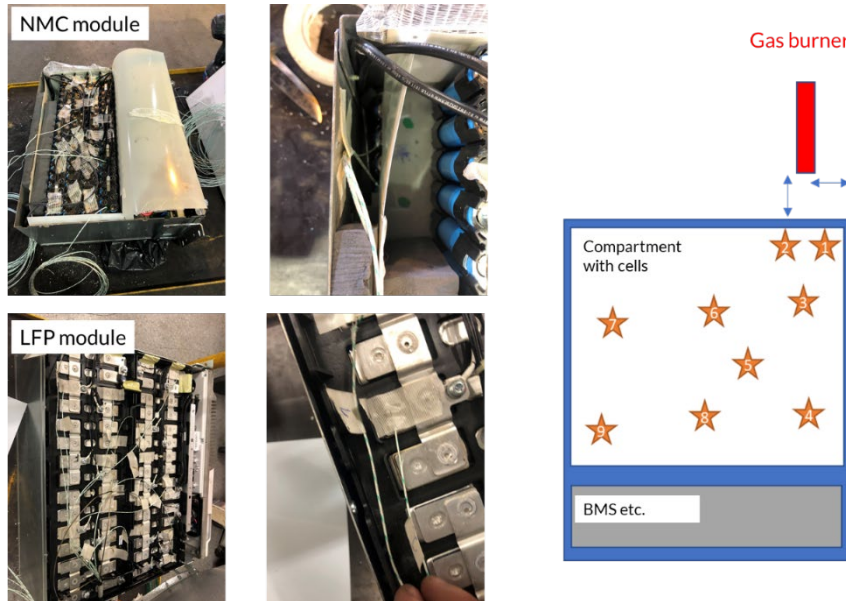 NMC module
LFP module
Gas burner
Compartment
with cells
2
1
3
7
6
5
9
8
4
BMS etc.